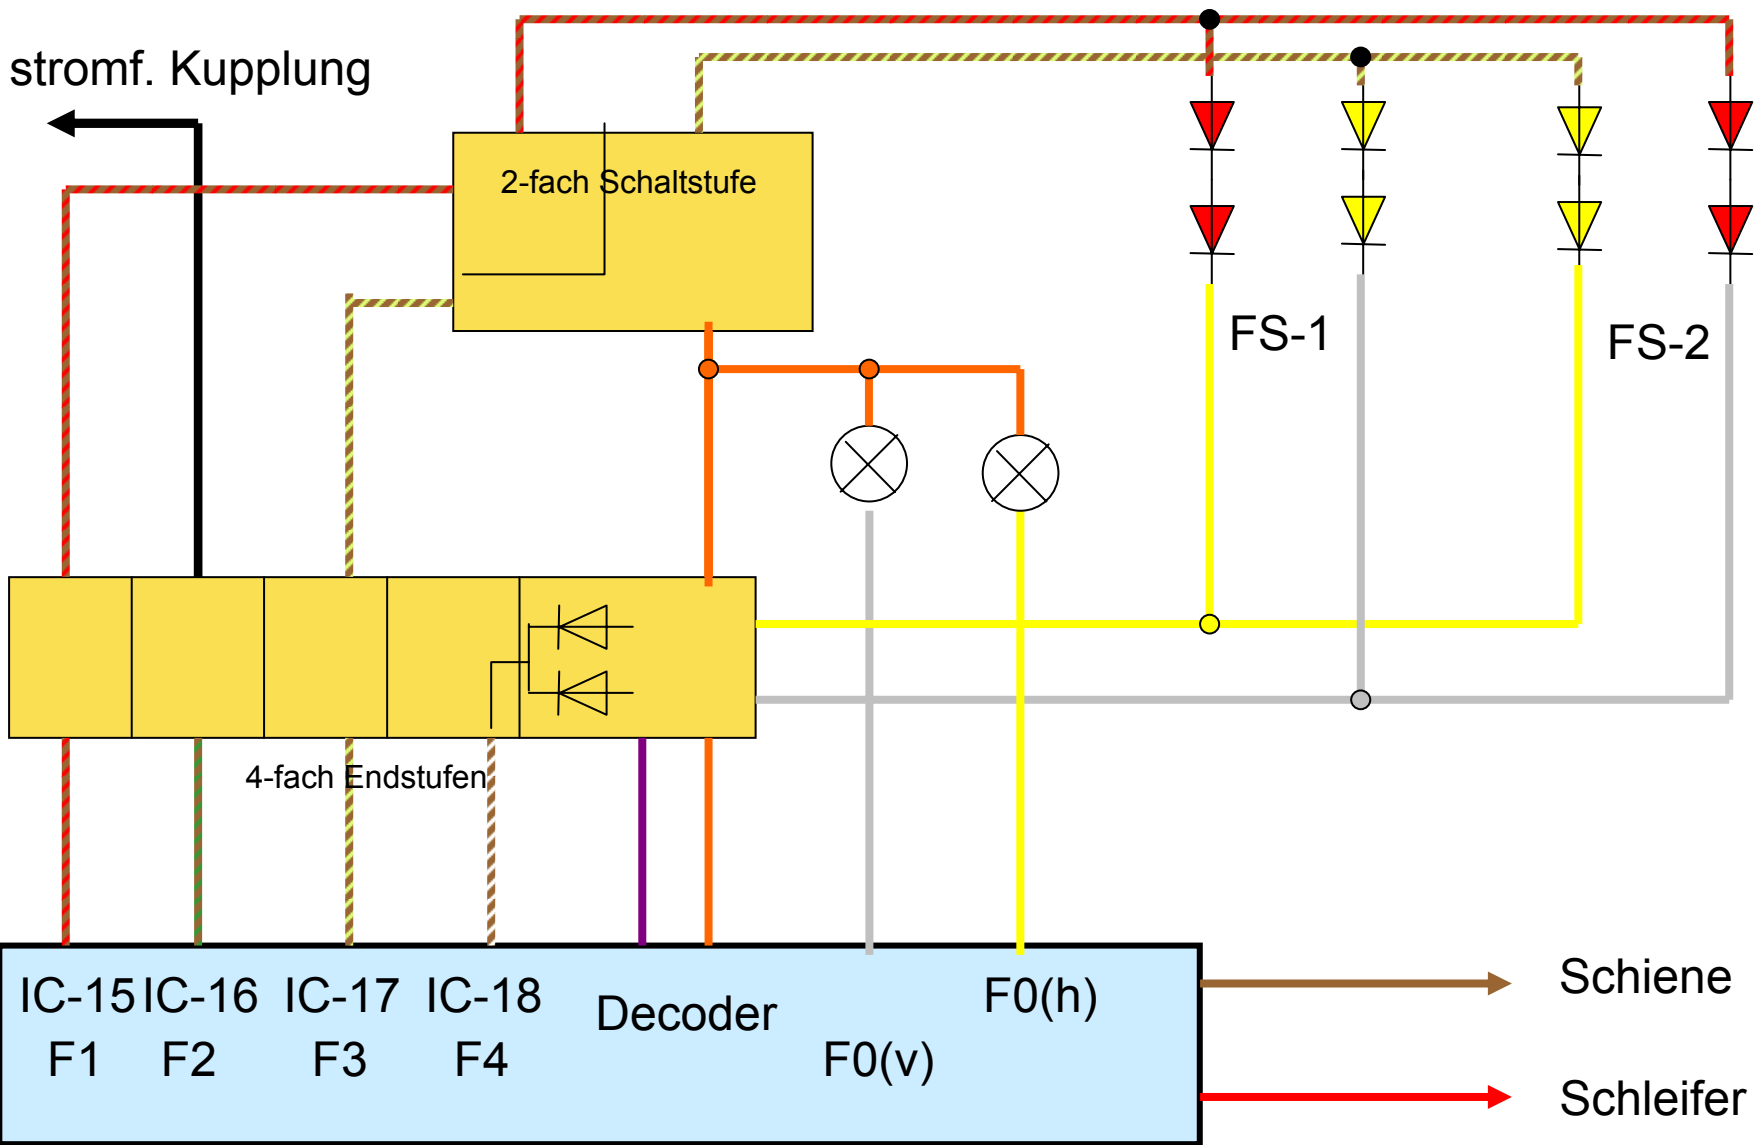 stromf. Kupplung
2-fach Schaltstufe
FS-1
FS-2
4-fach Endstufen
IC-15 IC-16 IC-17 IC-18
F1 F2 F3 F4
Decoder
F0(v)
F0(h)
Schiene
Schleifer